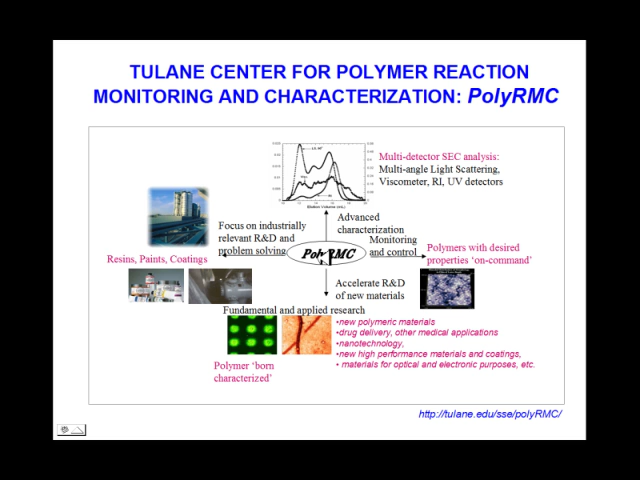 TULANE CENTER FOR POLYMER REACTION
MONITORING AND CHARACTERIZATION: PolyRMC
Multi-detector SEC analysis:
Multi-angle Light Scattering,
Viscometer, RI, UV detectors
Elution Volume (mL)
Advanced
characterization
Focus on industrially
relevant R&D and
problem solving
PolyRMC
Monitoring
and control
Polymers with desired
properties 'on-command'
Resins, Paints, Coatings
Accelerate R&D
of new materials
Fundamental and applied research
•new polymeric materials
•drug delivery, other medical applications
•nanotechnology,
•new high performance materials and coatings,
• materials for optical and electronic purposes, etc.
Polymer 'born
characterized'
http://tulane.edu/sse/polyRMC/